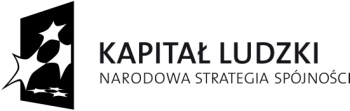 KAPITAŁ LUDZKI
NARODOWA STRATEGIA SPÓJNOŚCI